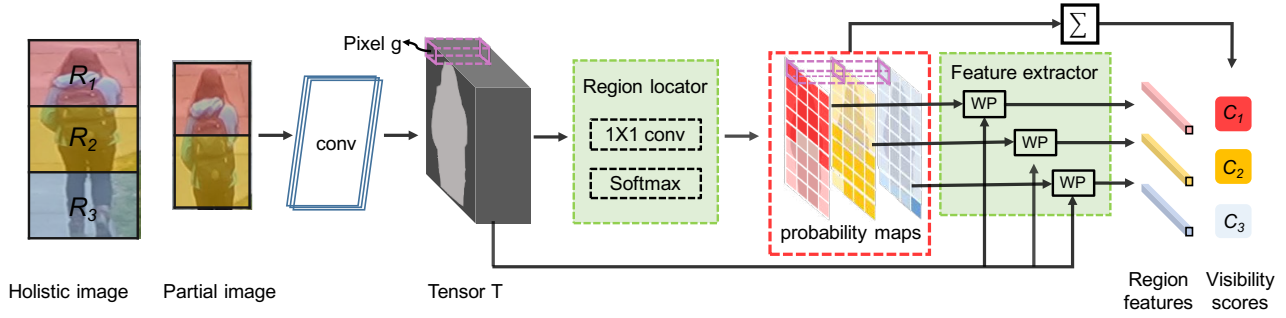 R1
R2
R3
Holistic image
Partial image
conv
Pixel g
Tensor T
Region locator
1X1 conv
Softmax
probability maps
∑
Feature extractor
WP
WP
WP
C1
C2
C3
Region
features
Visibility
scores